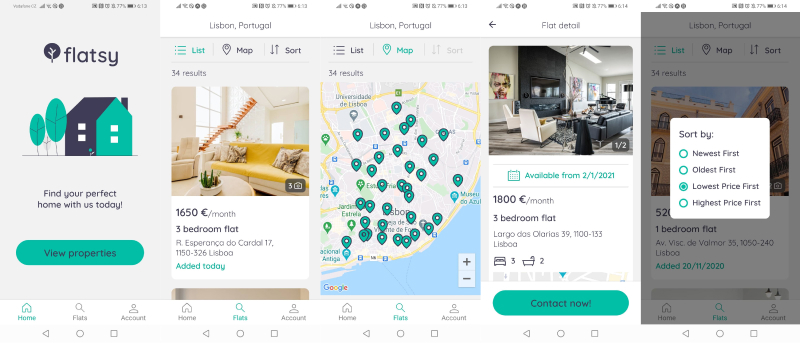 Vodafone CZ 77% 6:13
flatsy
Find your perfect
home with us today!
View properties
Home Flats Account
77% 6:13
Lisbon, Portugal
List Map Sort
34 results
3
1650 €/month
3 bedroom flat
R. Esperança do Cardal 17,
1150-326 Lisboa
Added today
Home Flats Account
77% 6:13
Lisbon, Portugal
List Map Sort
34 results
Universidade
de Lisboa
Jardim
Estrela
Lisboa
Museu do
Azul
Nacional
Antiga
+
−
Google
Home Flats Account
77% 6:14
Flat detail
1/2
Available from 2/1/2021
1800 €/month
3 bedroom flat
Largo das Olarias 39, 1100-133
Lisboa
3 2
Contact now!
77% 6:14
Lisbon, Portugal
List Map Sort
34 results
Sort by:
Newest First
Oldest First
Lowest Price First
Highest Price First
3 bedroom flat
Av. Visc. de Valmor 35, 1050-240
Lisboa
Added 20/11/2020
Home Flats Account